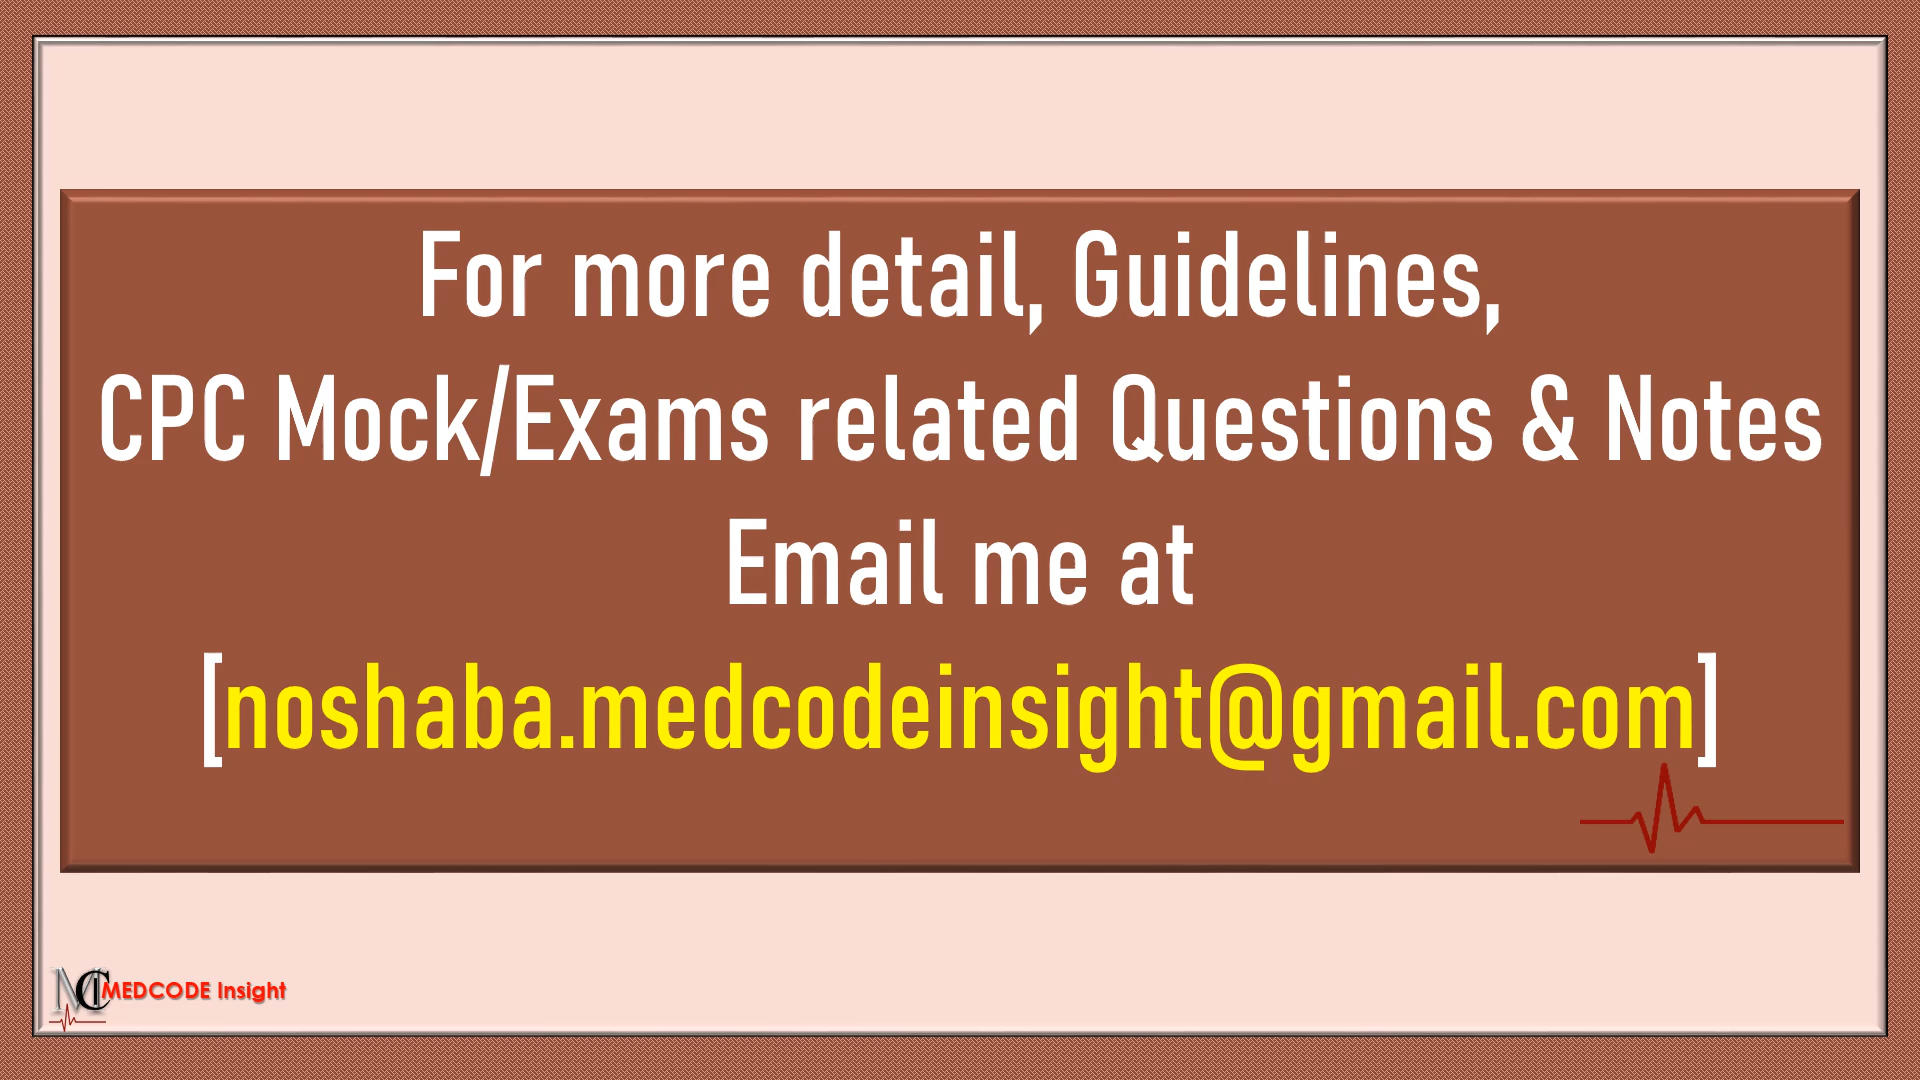 For more detail, Guidelines,
CPC Mock/Exams related Questions & Notes
Email me at
[noshaba.medcodeinsight@gmail.com]
MCI MEDCODE Insight